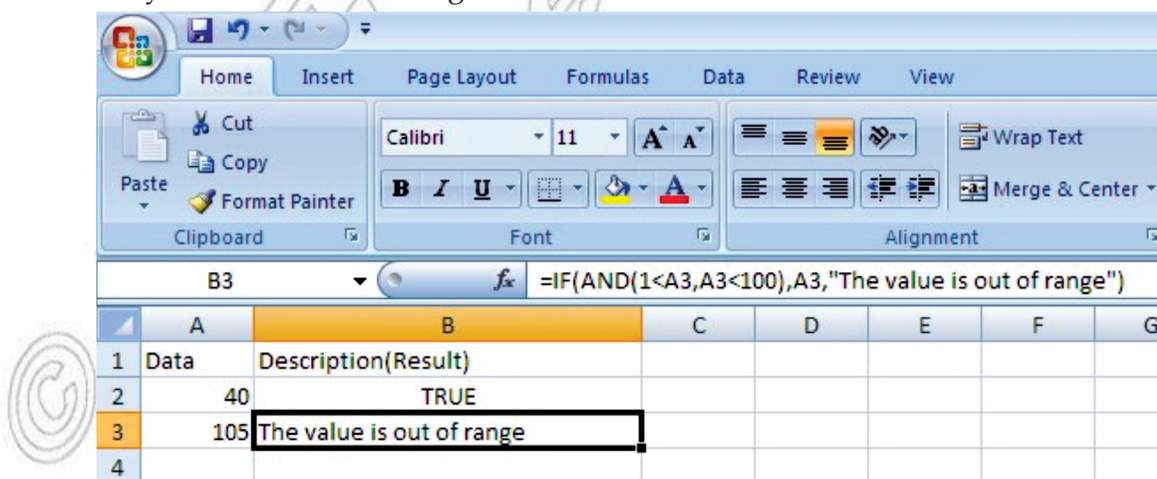 Home Insert Page Layout Formulas Data Review View
Cut
Copy
Paste
Format Painter
Clipboard
Calibri 11 A A
B I U A
Font
Wrap Text
Merge & Center
Alignment
B3 fx =IF(AND(1<A3,A3<100),A3,"The value is out of range")
A B C D E F G
1 Data Description(Result)
2 40 TRUE
3 105 The value is out of range
4